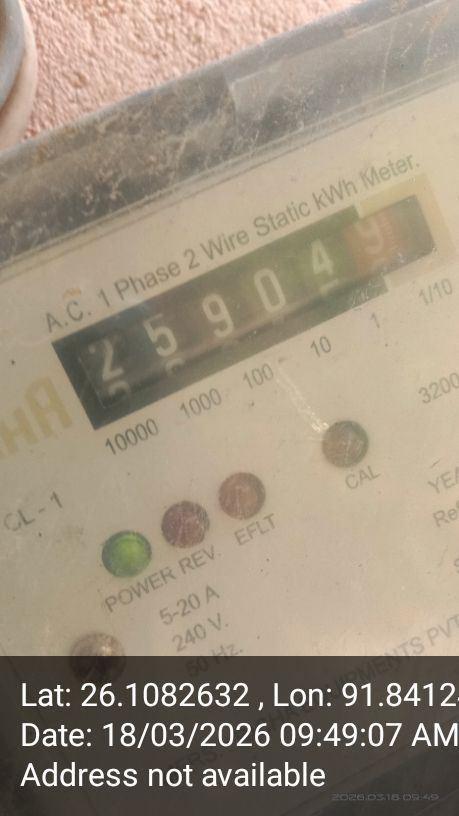 A.C. 1 Phase 2 Wire Static kWh Meter.
2 5 9 0 4 9
10000 1000 100 10 1 1/10
3200
CL - 1
CAL
POWER REV. EFLT
5-20 A
240 V.
50 Hz.
Lat: 26.1082632 , Lon: 91.8412
Date: 18/03/2026 09:49:07 AM
Address not available
2026.03.18 09:49